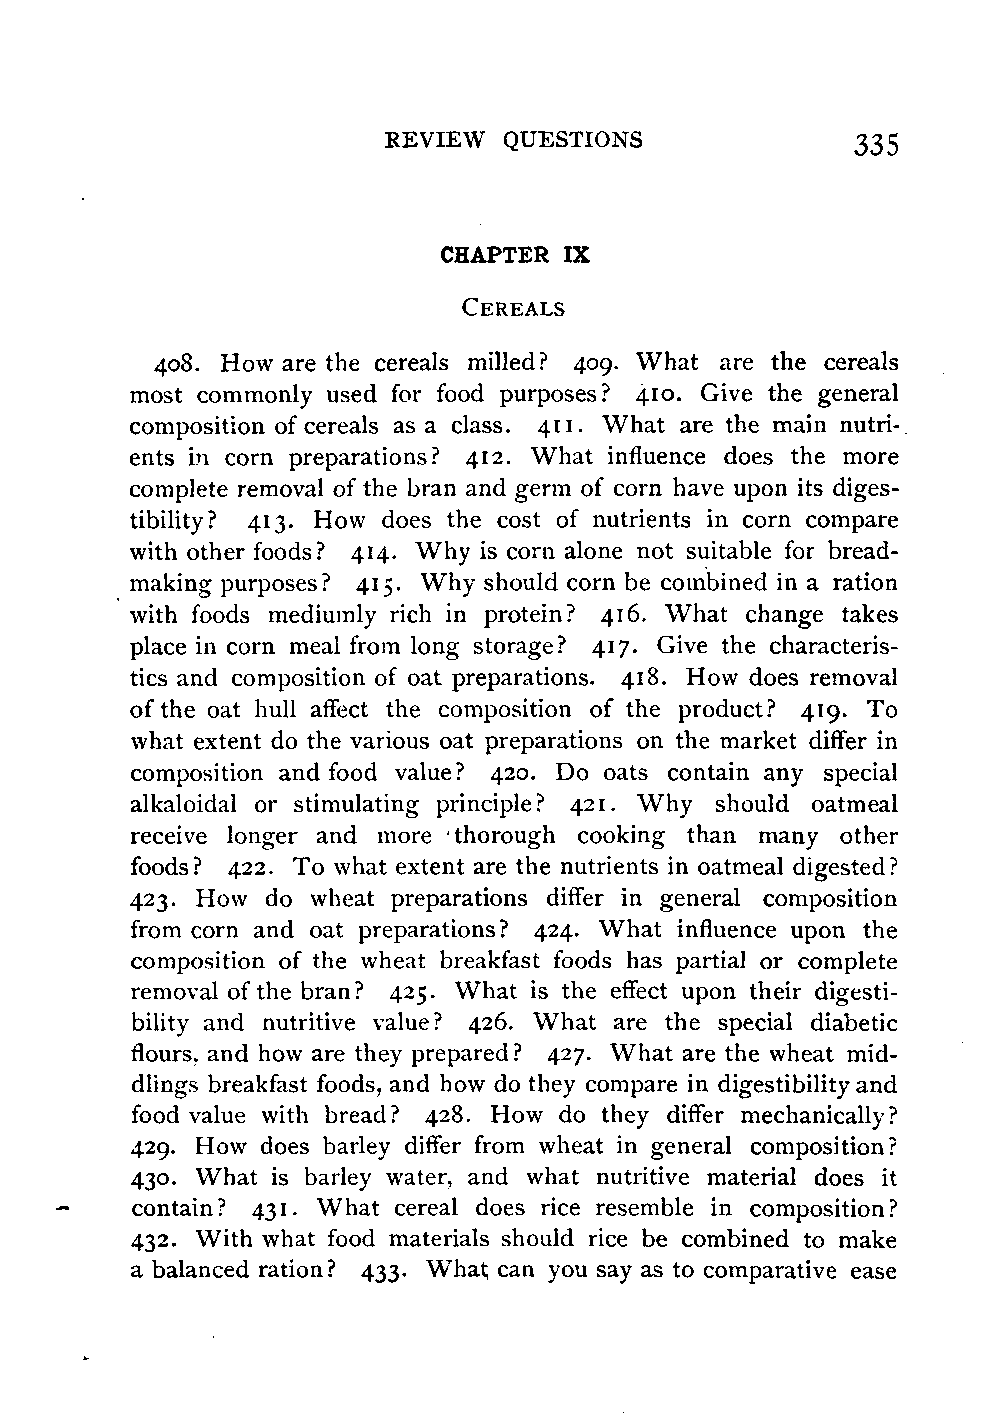 REVIEW QUESTIONS 335
CHAPTER IX
CEREALS
408. How are the cereals milled? 409. What are the cereals
most commonly used for food purposes? 410. Give the general
composition of cereals as a class. 411. What are the main nutri-
ents in corn preparations? 412. What influence does the more
complete removal of the bran and germ of corn have upon its diges-
tibility? 413. How does the cost of nutrients in corn compare
with other foods? 414. Why is corn alone not suitable for bread-
making purposes? 415. Why should corn be combined in a ration
with foods mediumly rich in protein? 416. What change takes
place in corn meal from long storage? 417. Give the characteris-
tics and composition of oat preparations. 418. How does removal
of the oat hull affect the composition of the product? 419. To
what extent do the various oat preparations on the market differ in
composition and food value? 420. Do oats contain any special
alkaloidal or stimulating principle? 421. Why should oatmeal
receive longer and more thorough cooking than many other
foods? 422. To what extent are the nutrients in oatmeal digested?
423. How do wheat preparations differ in general composition
from corn and oat preparations? 424. What influence upon the
composition of the wheat breakfast foods has partial or complete
removal of the bran? 425. What is the effect upon their digesti-
bility and nutritive value? 426. What are the special diabetic
flours, and how are they prepared? 427. What are the wheat mid-
dlings breakfast foods, and how do they compare in digestibility and
food value with bread? 428. How do they differ mechanically?
429. How does barley differ from wheat in general composition?
430. What is barley water, and what nutritive material does it
contain? 431. What cereal does rice resemble in composition?
432. With what food materials should rice be combined to make
a balanced ration? 433. What can you say as to comparative ease